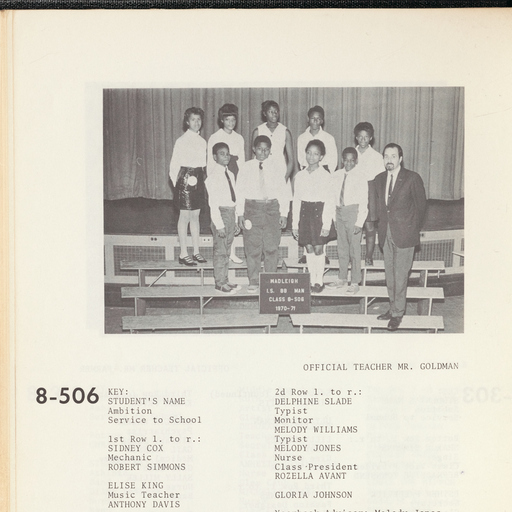 WADLEIGH
I.S. 88 MAN
CLASS 8-506
1970-71
OFFICIAL TEACHER MR. GOLDMAN
8-506
KEY:
STUDENT'S NAME
Ambition
Service to School
1st Row l. to r.:
SIDNEY COX
Mechanic
ROBERT SIMMONS
ELISE KING
Music Teacher
ANTHONY DAVIS
2d Row l. to r.:
DELPHINE SLADE
Typist
Monitor
MELODY WILLIAMS
Typist
MELODY JONES
Nurse
Class President
ROZELLA AVANT
GLORIA JOHNSON